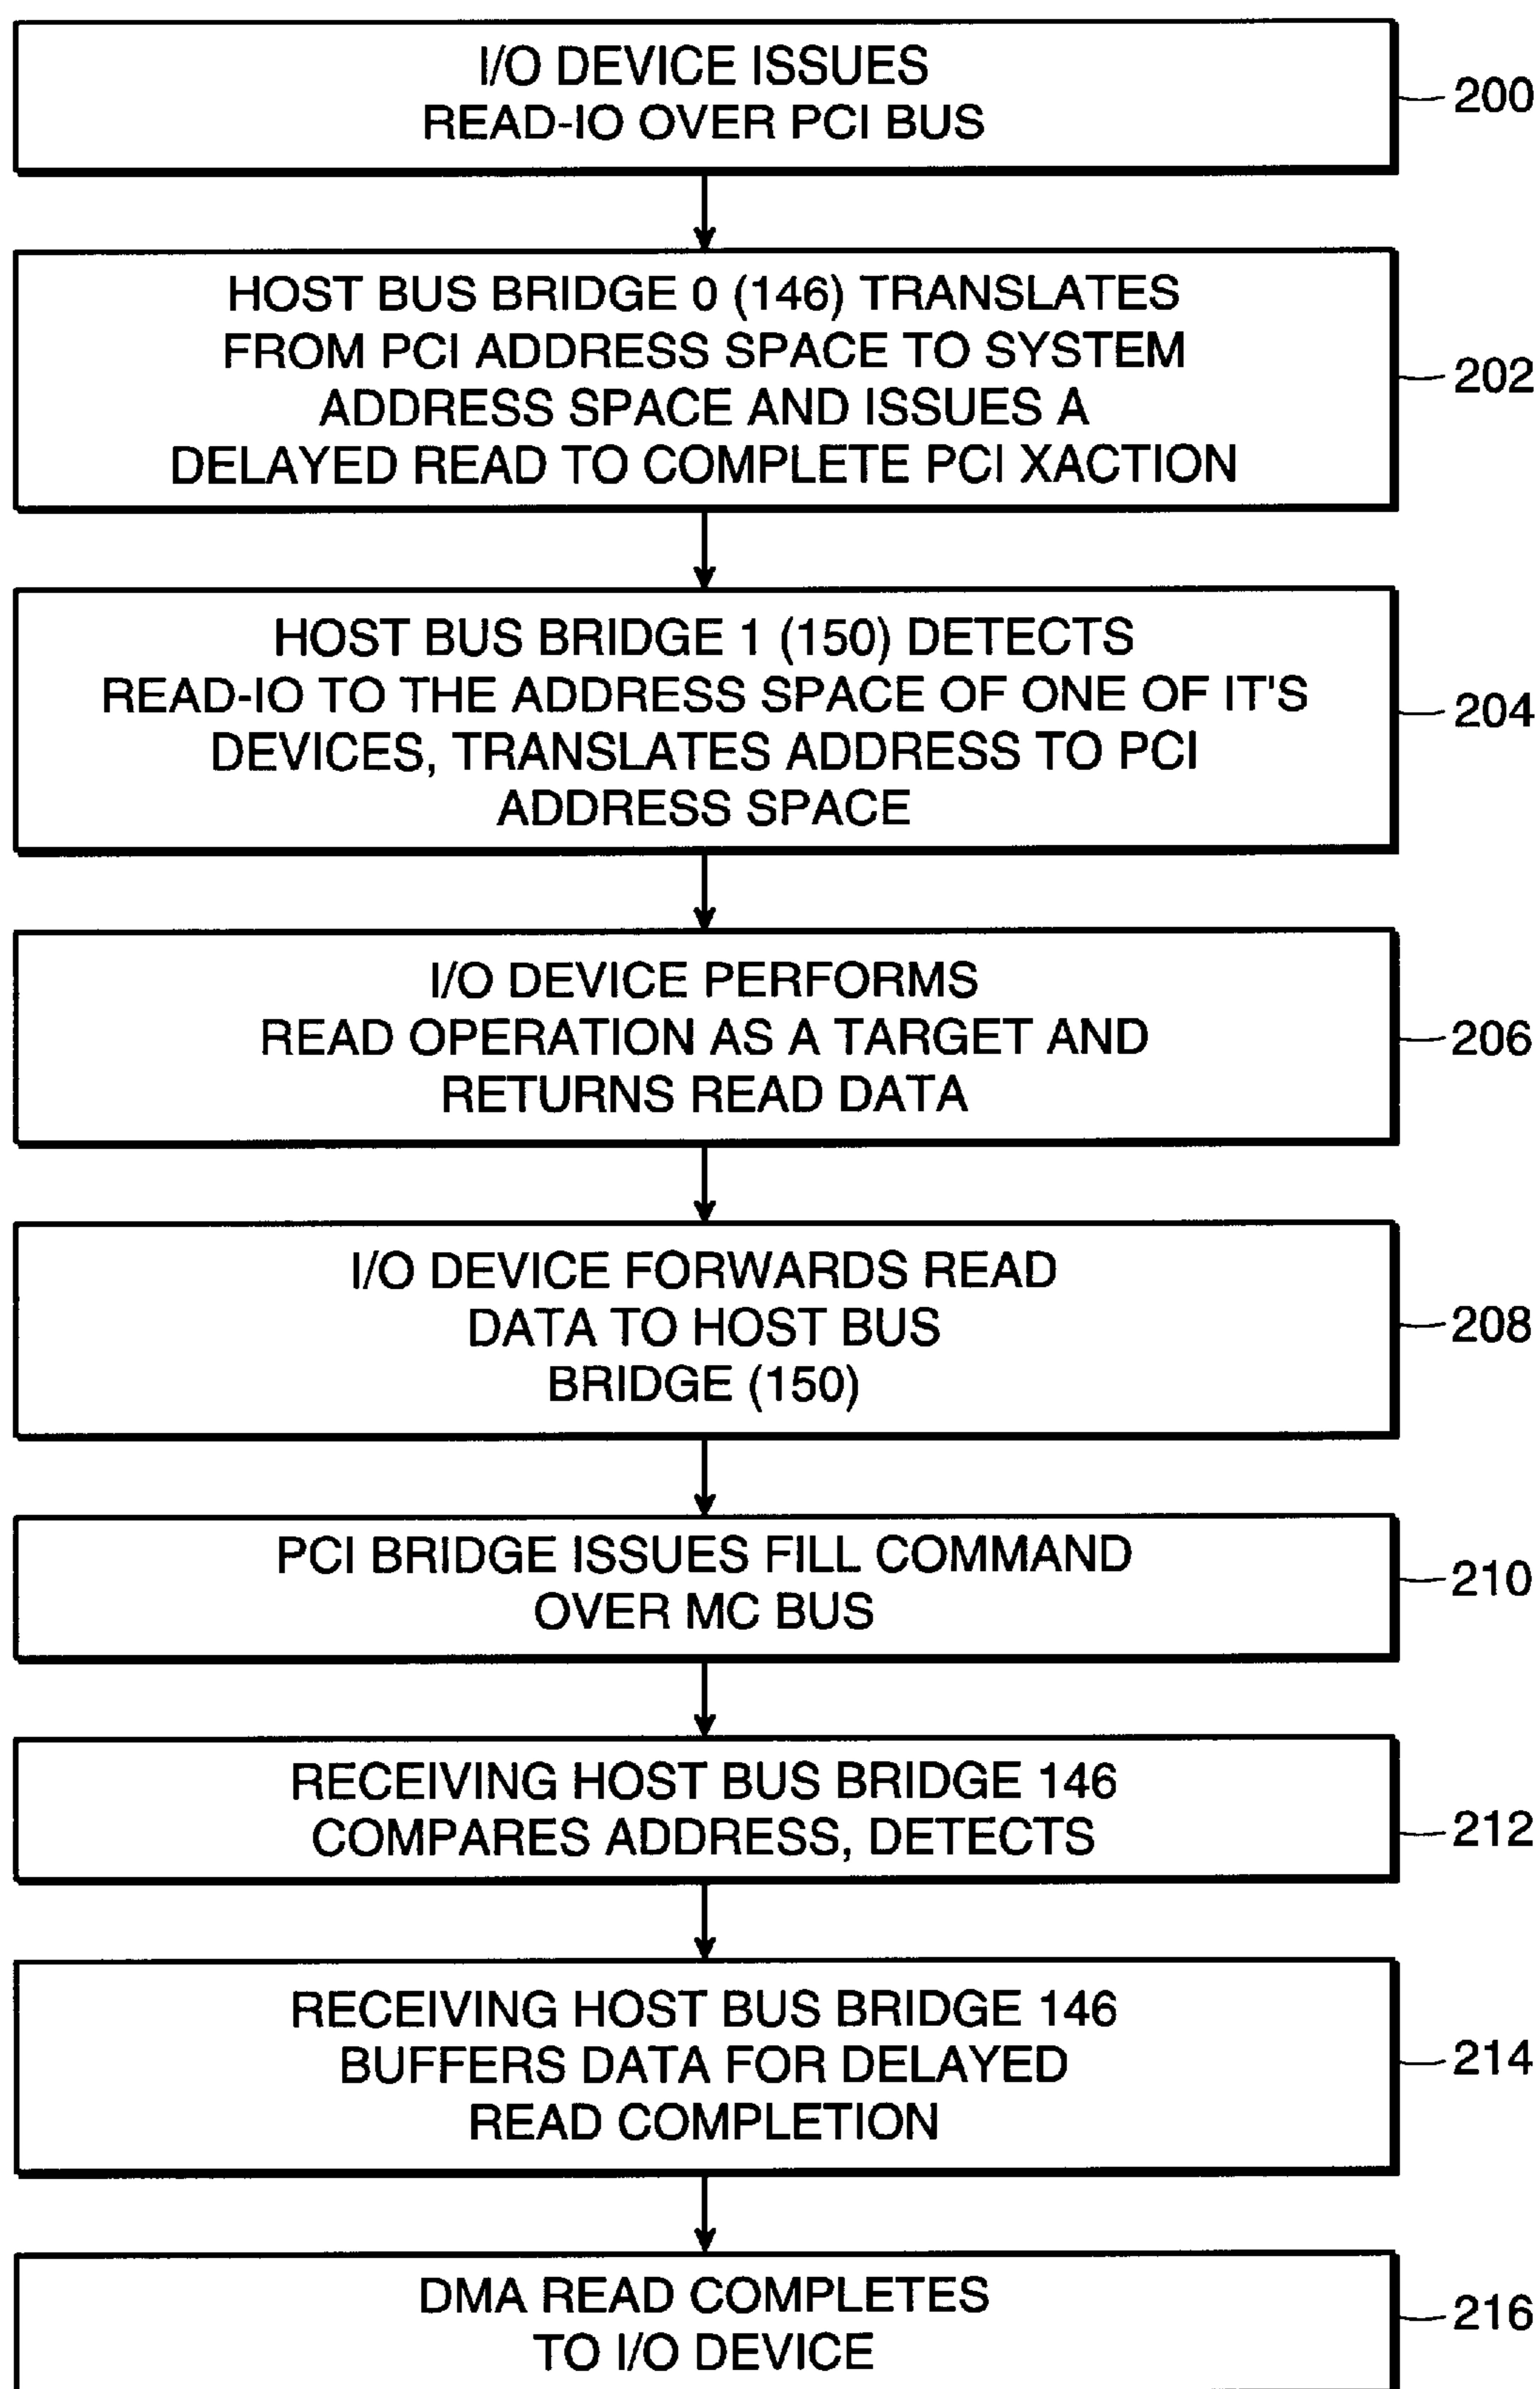 I/O DEVICE ISSUES
READ-IO OVER PCI BUS
200
HOST BUS BRIDGE 0 (146) TRANSLATES
FROM PCI ADDRESS SPACE TO SYSTEM
ADDRESS SPACE AND ISSUES A
DELAYED READ TO COMPLETE PCI XACTION
202
HOST BUS BRIDGE 1 (150) DETECTS
READ-IO TO THE ADDRESS SPACE OF ONE OF IT'S
DEVICES, TRANSLATES ADDRESS TO PCI
ADDRESS SPACE
204
I/O DEVICE PERFORMS
READ OPERATION AS A TARGET AND
RETURNS READ DATA
206
I/O DEVICE FORWARDS READ
DATA TO HOST BUS
BRIDGE (150)
208
PCI BRIDGE ISSUES FILL COMMAND
OVER MC BUS
210
RECEIVING HOST BUS BRIDGE 146
COMPARES ADDRESS, DETECTS
212
RECEIVING HOST BUS BRIDGE 146
BUFFERS DATA FOR DELAYED
READ COMPLETION
214
DMA READ COMPLETES
TO I/O DEVICE
216